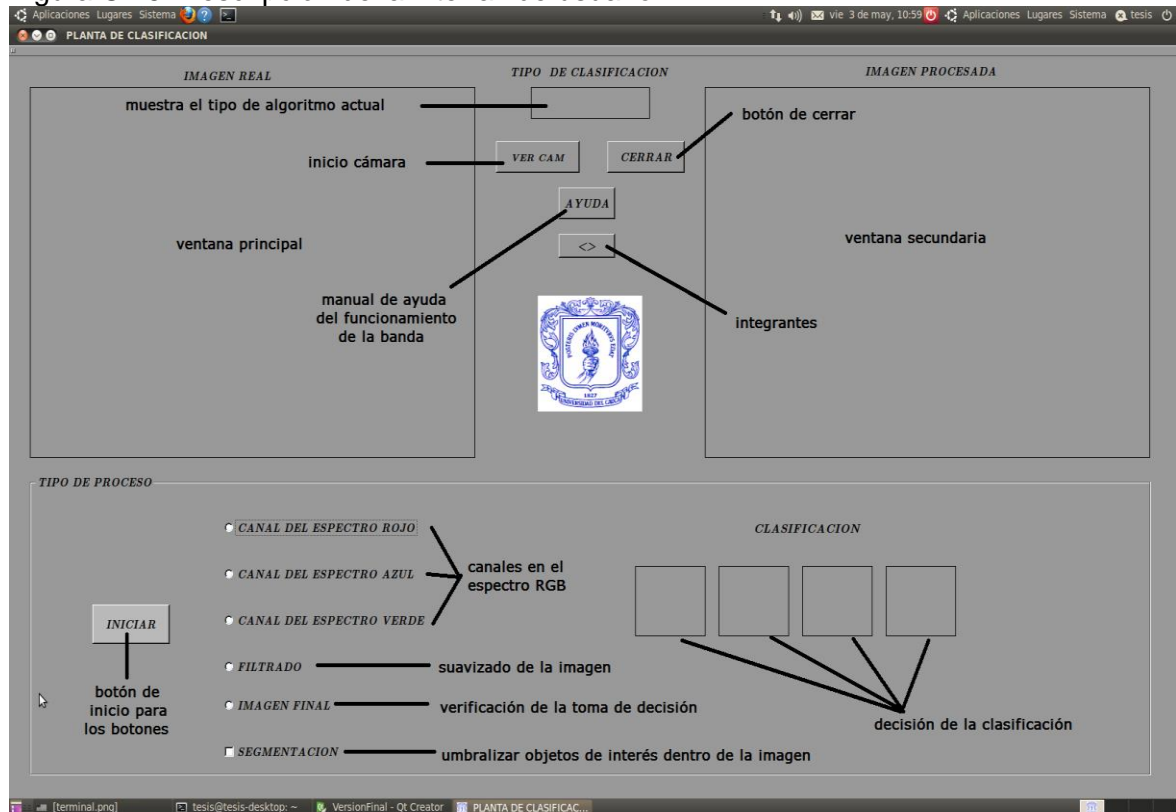 Aplicaciones Lugares Sistema
vie 3 de may, 10:59
Aplicaciones Lugares Sistema
tesis
PLANTA DE CLASIFICACION
IMAGEN REAL
TIPO DE CLASIFICACION
IMAGEN PROCESADA
muestra el tipo de algoritmo actual
botón de cerrar
inicio cámara
VER CAM
CERRAR
AYUDA
ventana principal
<>
ventana secundaria
manual de ayuda
del funcionamiento
de la banda
integrantes
1827
UNIVERSIDAD DEL CAUCA
TIPO DE PROCESO
CANAL DEL ESPECTRO ROJO
CANAL DEL ESPECTRO AZUL
CANAL DEL ESPECTRO VERDE
canales en el
espectro RGB
CLASIFICACION
INICIAR
botón de
inicio para
los botones
FILTRADO
suavizado de la imagen
IMAGEN FINAL
verificación de la toma de decisión
SEGMENTACION
umbralizar objetos de interés dentro de la imagen
decisión de la clasificación
[terminal.png]
tesis@tesis-desktop: ~
VersionFinal - Qt Creator
PLANTA DE CLASIFICAC...